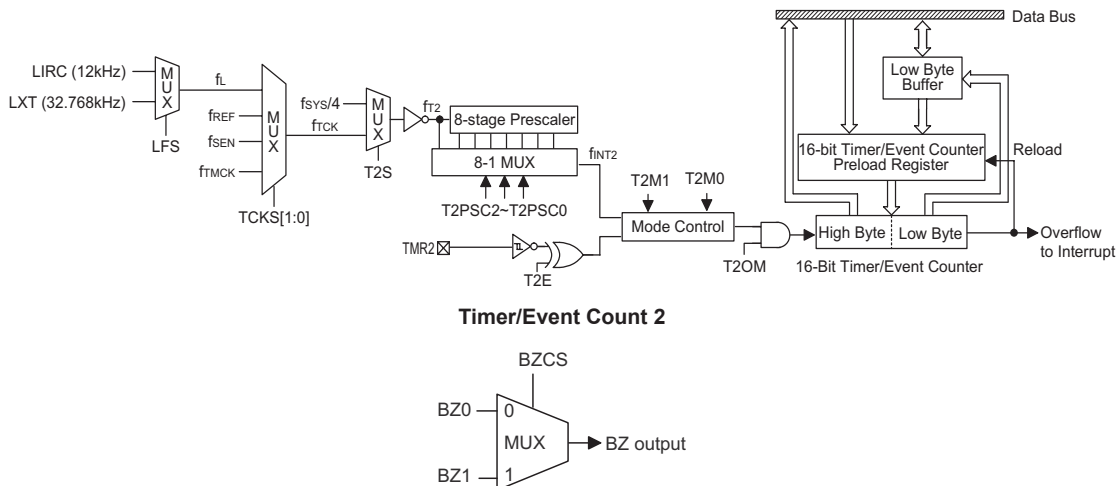 Data Bus
LIRC (12kHz)
LXT (32.768kHz)
MUX
LFS
fL
fREF
fSEN
fTMCK
MUX
TCKS[1:0]
fTCK
fSYS/4
MUX
T2S
fT2
8-stage Prescaler
8-1 MUX
T2PSC2~T2PSC0
fINT2
TMR2
T2E
T2M1
T2M0
Mode Control
T2OM
Low Byte
Buffer
16-bit Timer/Event Counter
Preload Register
Reload
High Byte
Low Byte
16-Bit Timer/Event Counter
Overflow
to Interrupt
Timer/Event Count 2
BZCS
BZ0
0
MUX
BZ output
BZ1
1